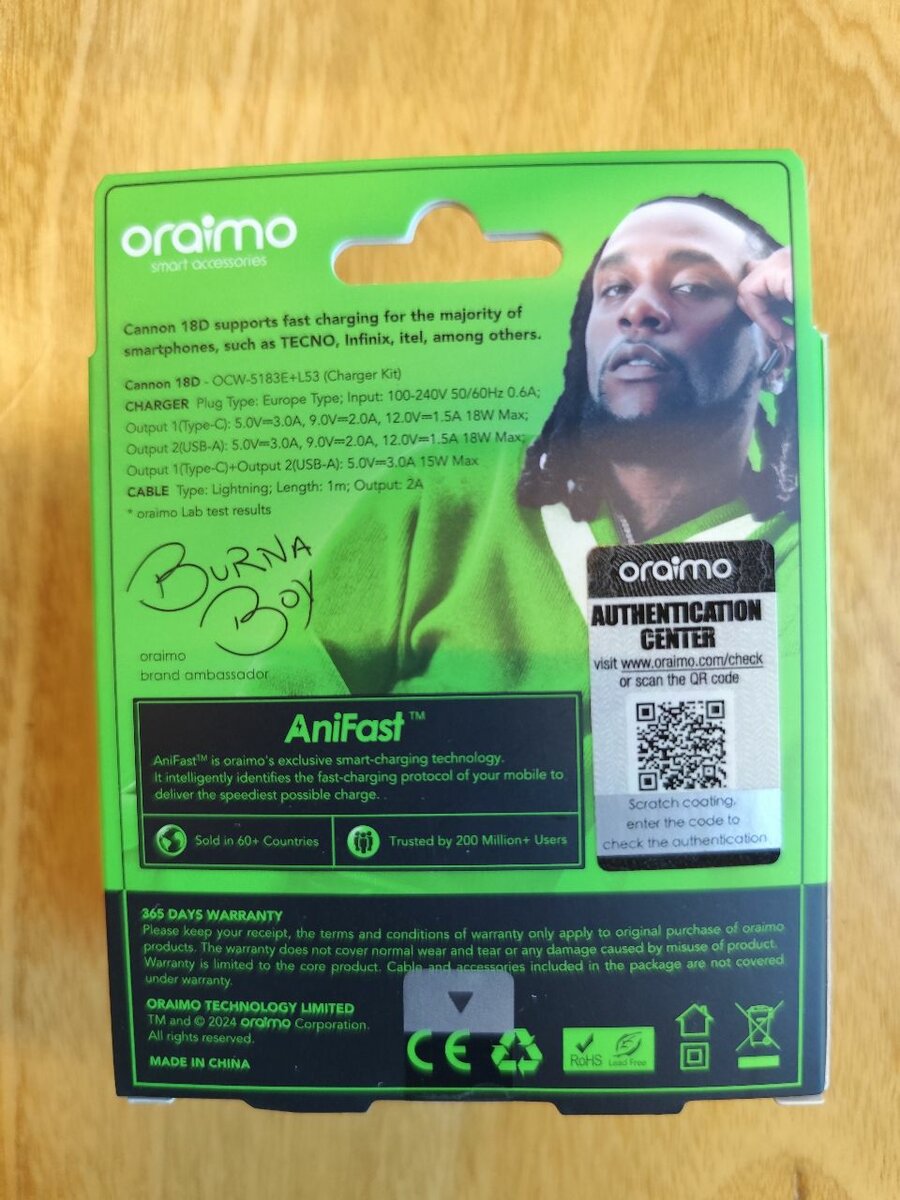 oraimo
smart accessories
Cannon 18D supports fast charging for the majority of
smartphones, such as TECNO, Infinix, itel, among others.
Cannon 18D - OCW-5183E+L53 (Charger Kit)
CHARGER Plug Type: Europe Type; Input: 100-240V 50/60Hz 0.6A;
Output 1(Type-C): 5.0V⎓3.0A, 9.0V⎓2.0A, 12.0V⎓1.5A 18W Max;
Output 2(USB-A): 5.0V⎓3.0A, 9.0V⎓2.0A, 12.0V⎓1.5A 18W Max;
Output 1(Type-C)+Output 2(USB-A): 5.0V⎓3.0A 15W Max
CABLE Type: Lightning; Length: 1m; Output: 2A
* oraimo Lab test results
BURNA
BOY
oraimo
brand ambassador
oraimo
AUTHENTICATION
CENTER
visit www.oraimo.com/check
or scan the QR code
Scratch coating,
enter the code to
check the authentication
AniFast™
AniFast™ is oraimo's exclusive smart-charging technology.
It intelligently identifies the fast-charging protocol of your mobile to
deliver the speediest possible charge.
Sold in 60+ Countries
Trusted by 200 Million+ Users
365 DAYS WARRANTY
Please keep your receipt, the terms and conditions of warranty only apply to original purchase of oraimo
products. The warranty does not cover normal wear and tear or any damage caused by misuse of product.
Warranty is limited to the core product. Cable and accessories included in the package are not covered
under warranty.
ORAIMO TECHNOLOGY LIMITED
TM and © 2024 oraimo Corporation.
All rights reserved.
MADE IN CHINA
CE
RoHS
Lead Free